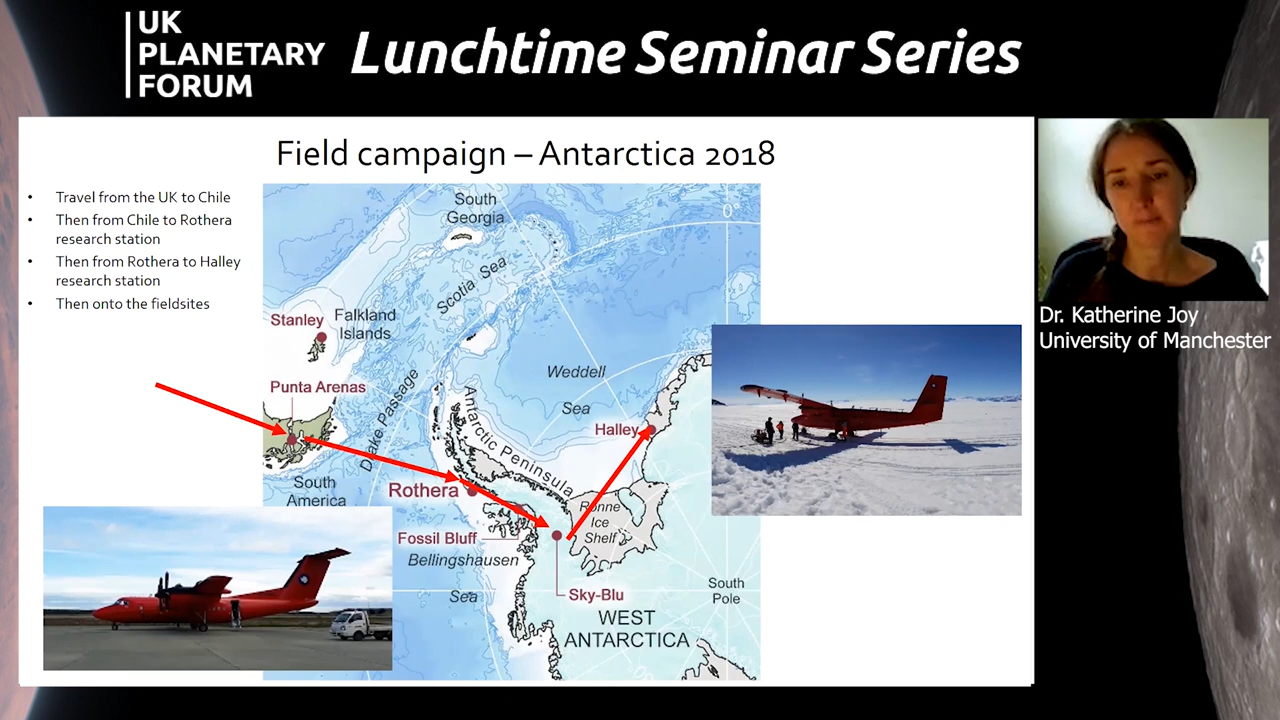 UK
PLANETARY
FORUM
Lunchtime Seminar Series
Field campaign – Antarctica 2018
• Travel from the UK to Chile
• Then from Chile to Rothera
research station
• Then from Rothera to Halley
research station
• Then onto the fieldsites
South
Georgia
0°
Scotia Sea
Stanley
Falkland
Islands
Punta Arenas
Drake Passage
Weddell
Sea
Antarctic Peninsula
Halley
South
America
Rothera
Ronne
Ice
Shelf
Fossil Bluff
Bellingshausen
Sea
Sky-Blu
South
Pole
WEST
ANTARCTICA
Dr. Katherine Joy
University of Manchester